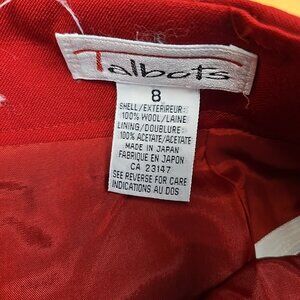 Talbots
8
SHELL/EXTERIREUR:
100% WOOL/LAINE
LINING/DOUBLURE:
100% ACETATE/ACETATE
MADE IN JAPAN
FABRIQUE EN JAPON
CA 23147
SEE REVERSE FOR CARE
INDICATIONS AU DOS